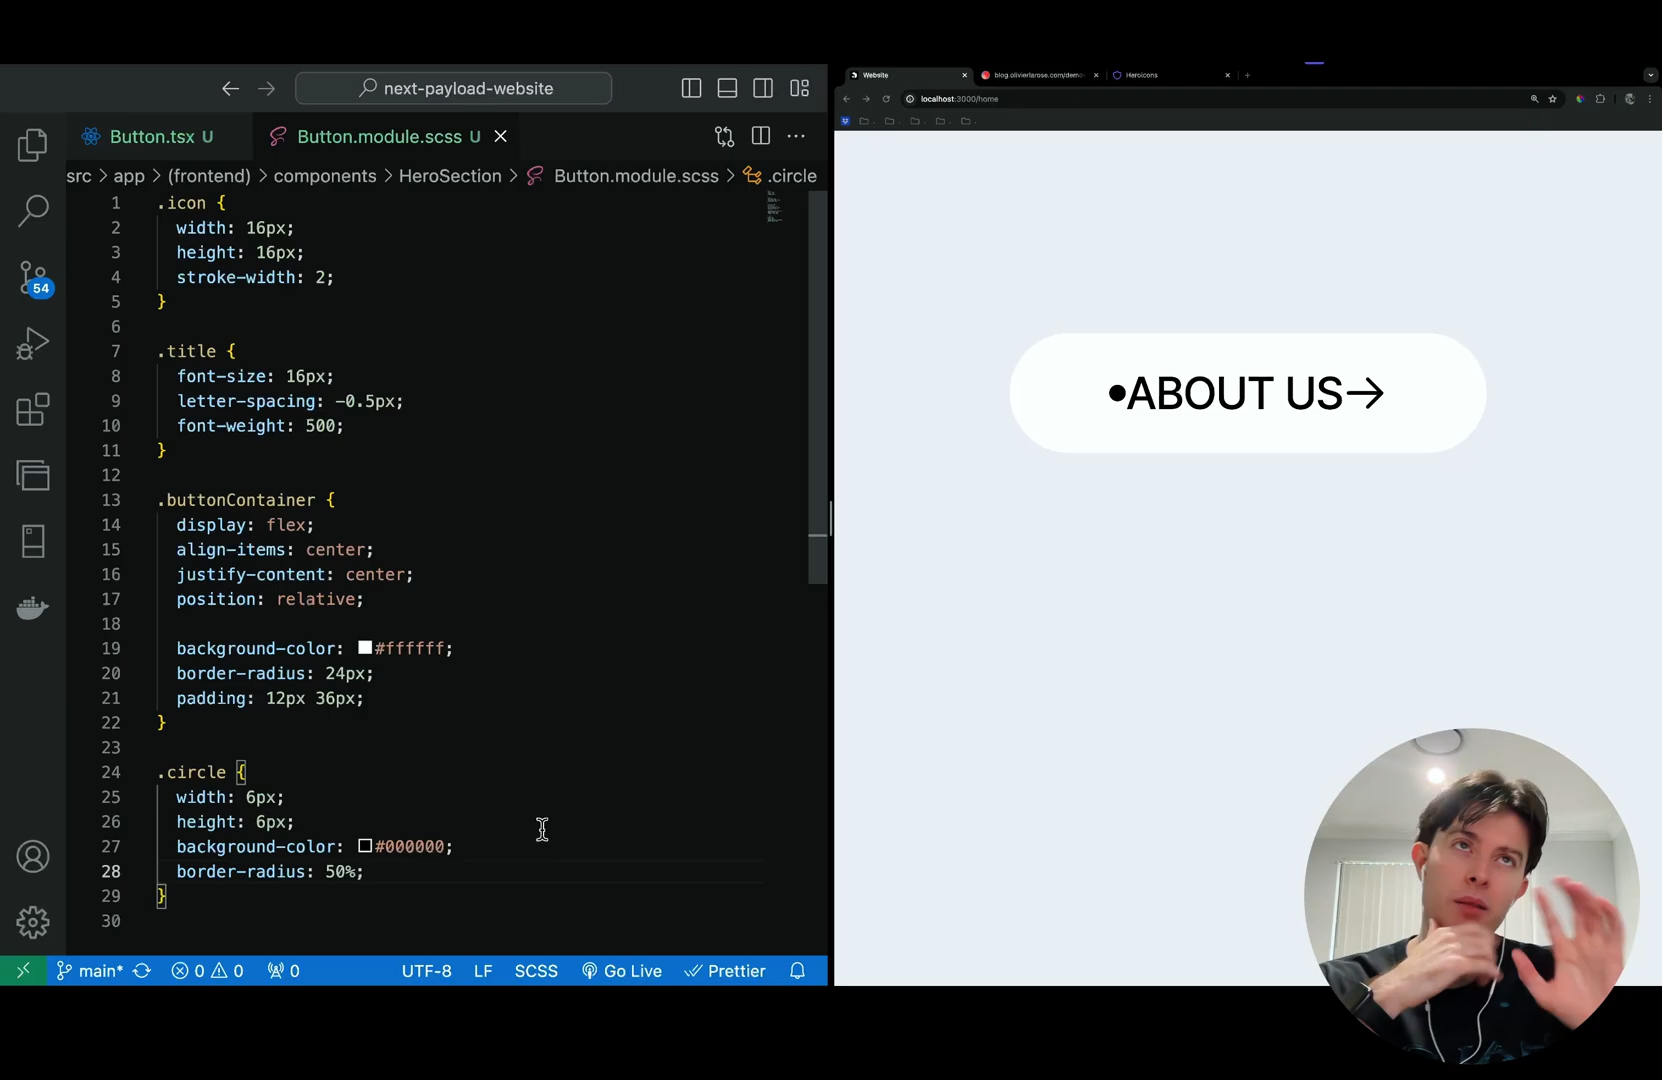 next-payload-website
Button.tsx U
Button.module.scss U
src > app > (frontend) > components > HeroSection > Button.module.scss > .circle
1 .icon {
2 width: 16px;
3 height: 16px;
4 stroke-width: 2;
5 }
6
7 .title {
8 font-size: 16px;
9 letter-spacing: -0.5px;
10 font-weight: 500;
11 }
12
13 .buttonContainer {
14 display: flex;
15 align-items: center;
16 justify-content: center;
17 position: relative;
18
19 background-color: #ffffff;
20 border-radius: 24px;
21 padding: 12px 36px;
22 }
23
24 .circle {
25 width: 6px;
26 height: 6px;
27 background-color: #000000;
28 border-radius: 50%;
29 }
30
54
main* 0 0 0 UTF-8 LF SCSS Go Live Prettier
Website
blog.olivierlarose.com/demo
Heroicons
localhost:3000/home
•ABOUT US→